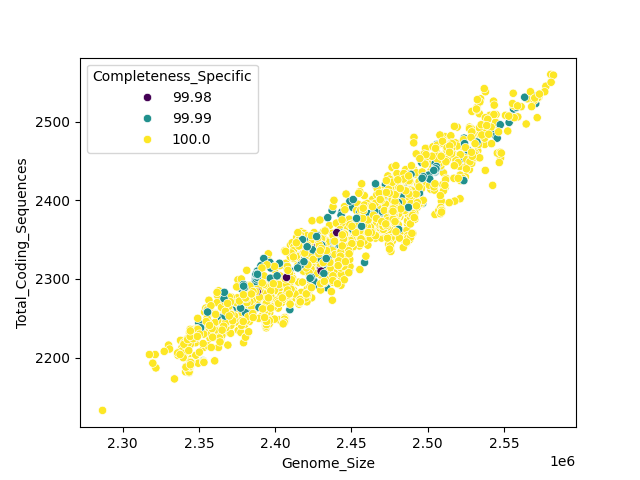 Completeness_Specific
99.98
99.99
100.0
Total_Coding_Sequences
2500
2400
2300
2200
2.30 2.35 2.40 2.45 2.50 2.55
1e6
Genome_Size